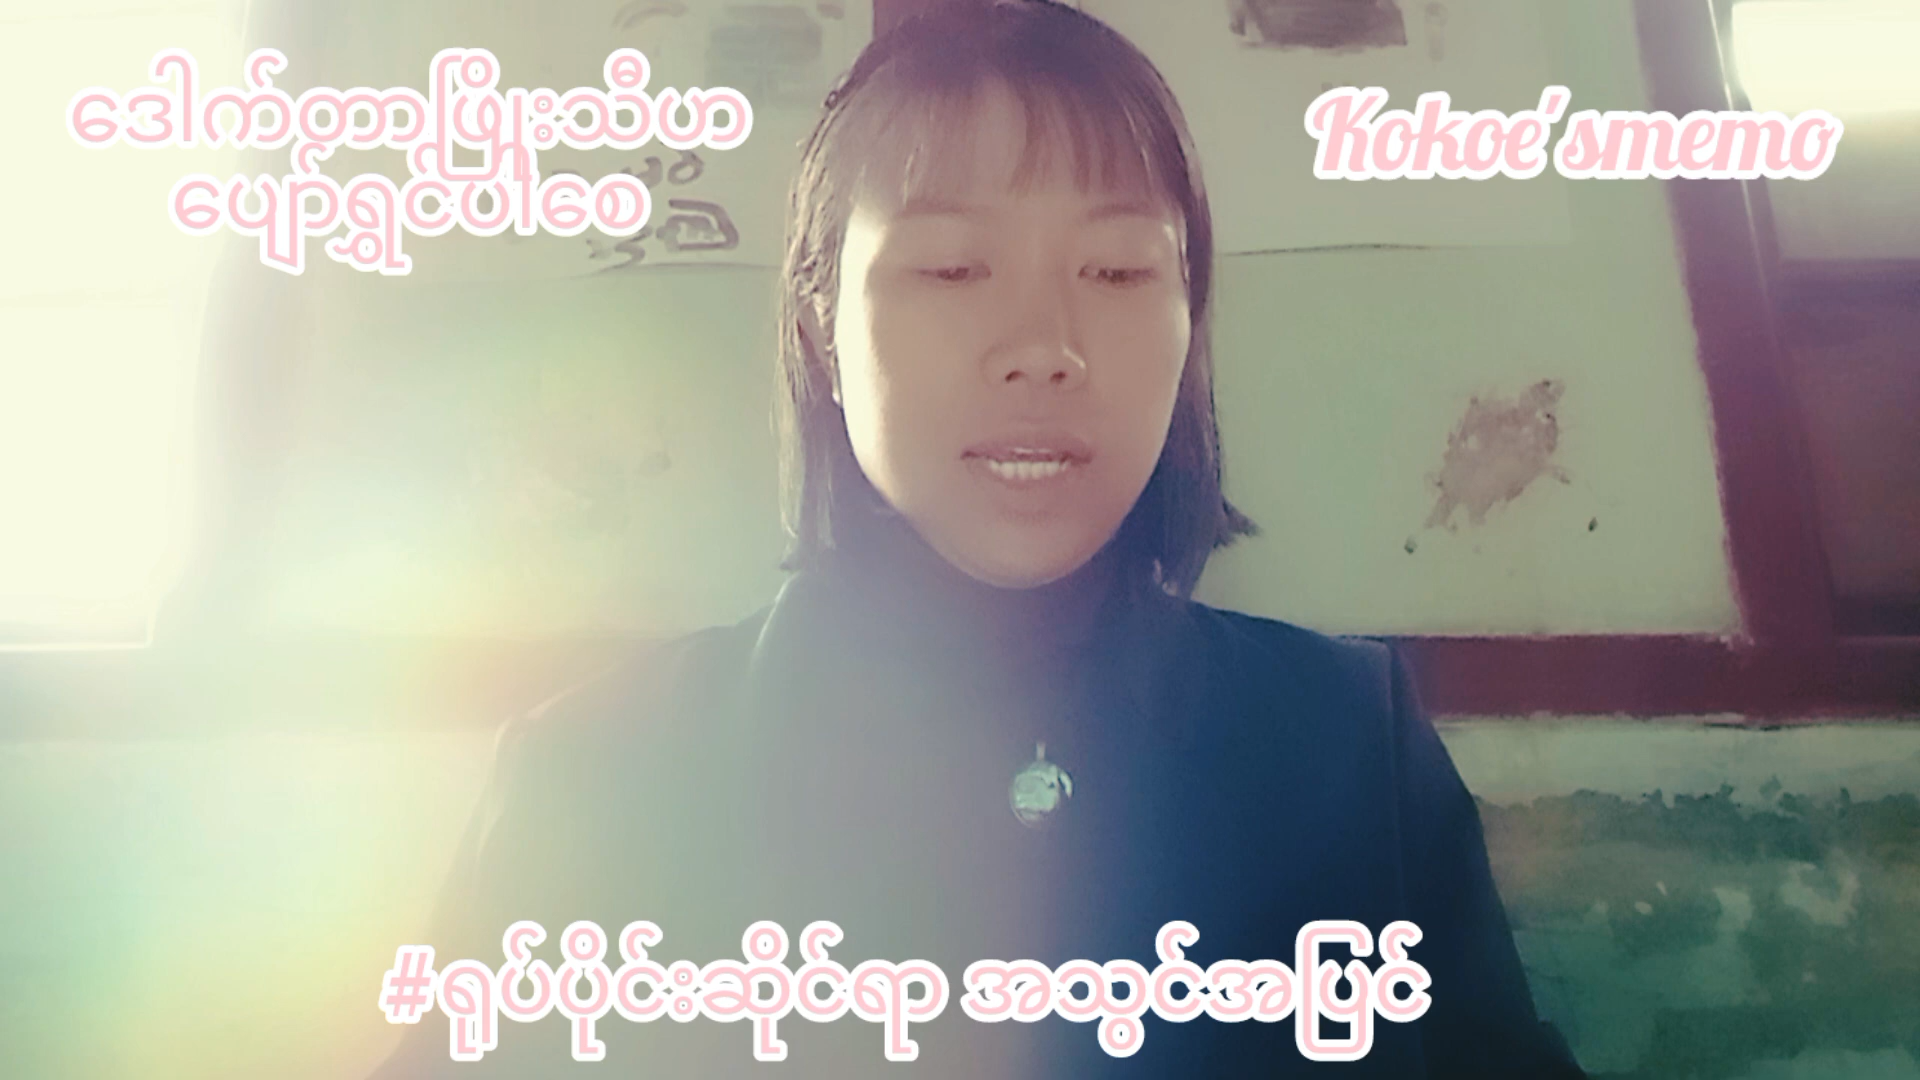 ဒေါက်တာဖြိုးသီဟ
ပျော်ရွှင်ပါစေ
Kokoe'smemo
#ရုပ်ပိုင်းဆိုင်ရာ အသွင်အပြင်